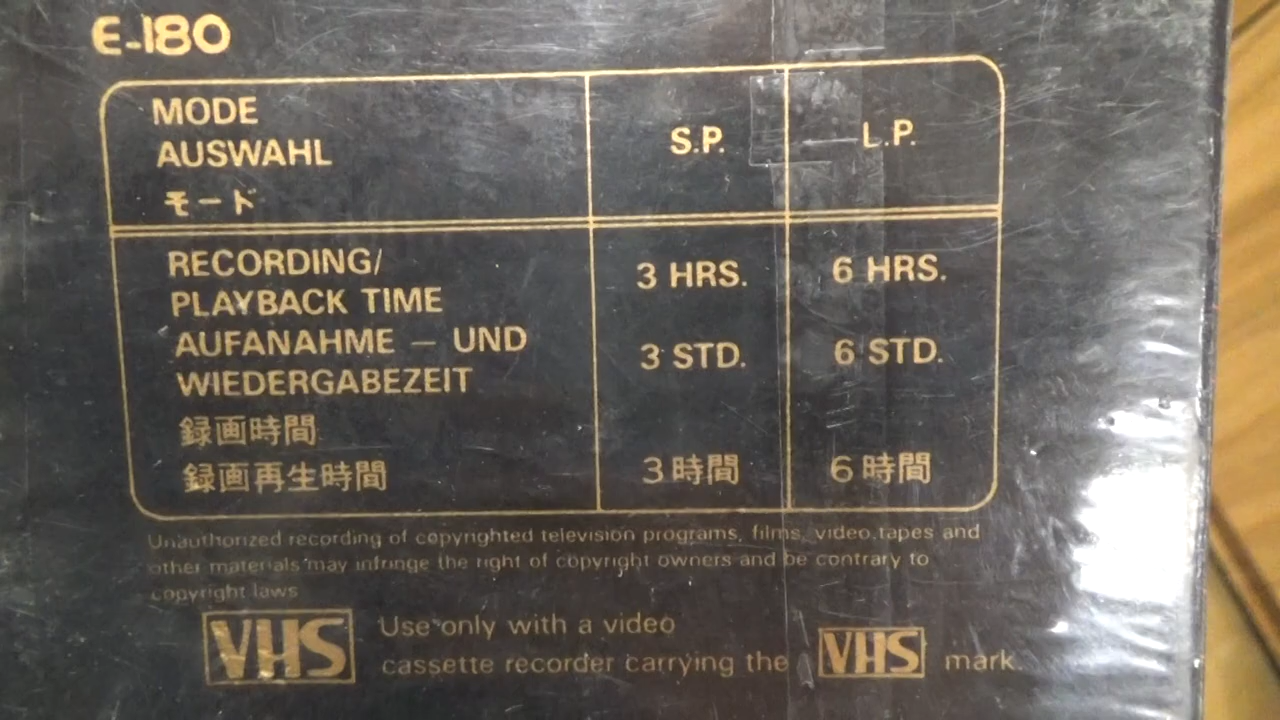 E-180
MODE
AUSWAHL
モード
S.P.
L.P.
RECORDING/
PLAYBACK TIME
AUFANAHME — UND
WIEDERGABEZEIT
録画時間
録画再生時間
3 HRS.
3 STD.
3時間
6 HRS.
6 STD.
6時間
Unauthorized recording of copyrighted television programs, films, video tapes and
other materials may infringe the right of copyright owners and be contrary to
copyright laws
VHS Use only with a video
cassette recorder carrying the VHS mark.